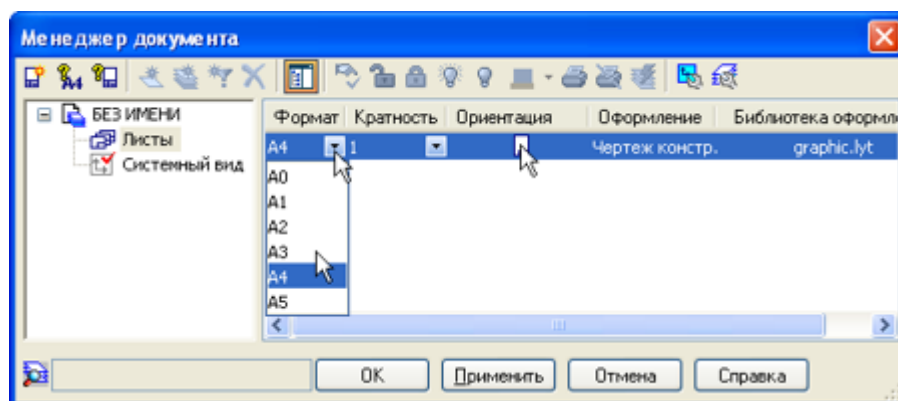 Менеджер документа
БЕЗ ИМЕНИ
Листы
Системный вид
Формат Кратность Ориентация Оформление Библиотека оформл
A4 1 Чертеж констр. graphic.lyt
A0
A1
A2
A3
A4
A5
OK Применить Отмена Справка